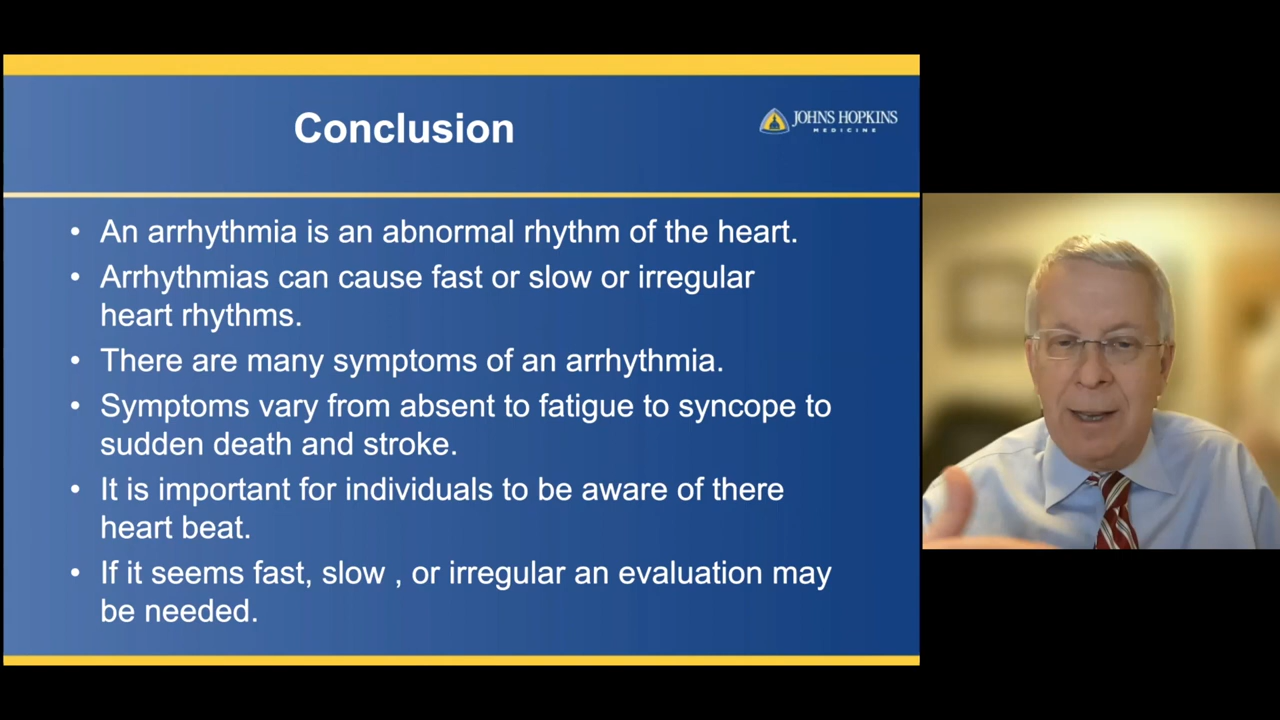 Conclusion
JOHNS HOPKINS
MEDICINE
• An arrhythmia is an abnormal rhythm of the heart.
• Arrhythmias can cause fast or slow or irregular
heart rhythms.
• There are many symptoms of an arrhythmia.
• Symptoms vary from absent to fatigue to syncope to
sudden death and stroke.
• It is important for individuals to be aware of there
heart beat.
• If it seems fast, slow , or irregular an evaluation may
be needed.